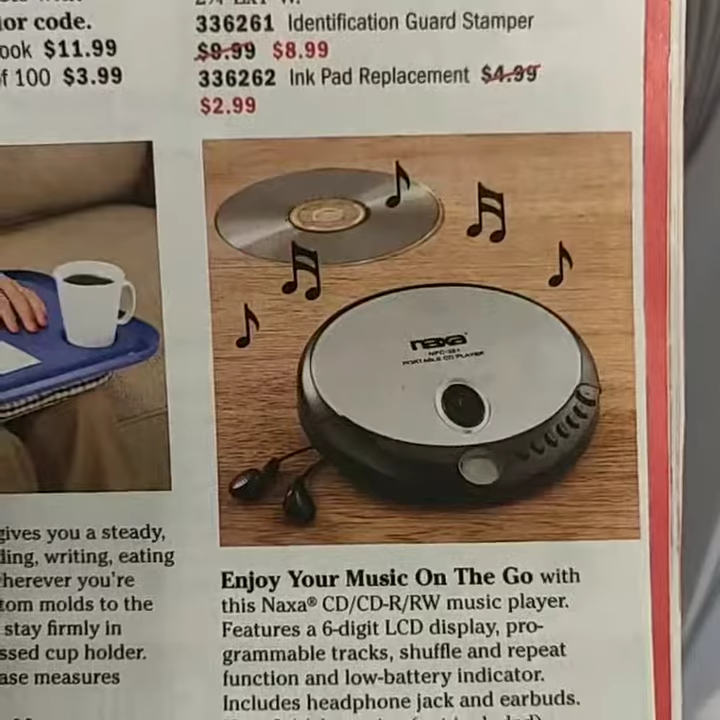 ior code.
ook $11.99
f 100 $3.99
336261 Identification Guard Stamper
$9.99 $8.99
336262 Ink Pad Replacement $4.99
$2.99
naxa
PORTABLE CD PLAYER
gives you a steady,
ding, writing, eating
herever you're
tom molds to the
stay firmly in
ssed cup holder.
ase measures
Enjoy Your Music On The Go with
this Naxa® CD/CD-R/RW music player.
Features a 6-digit LCD display, pro-
grammable tracks, shuffle and repeat
function and low-battery indicator.
Includes headphone jack and earbuds.